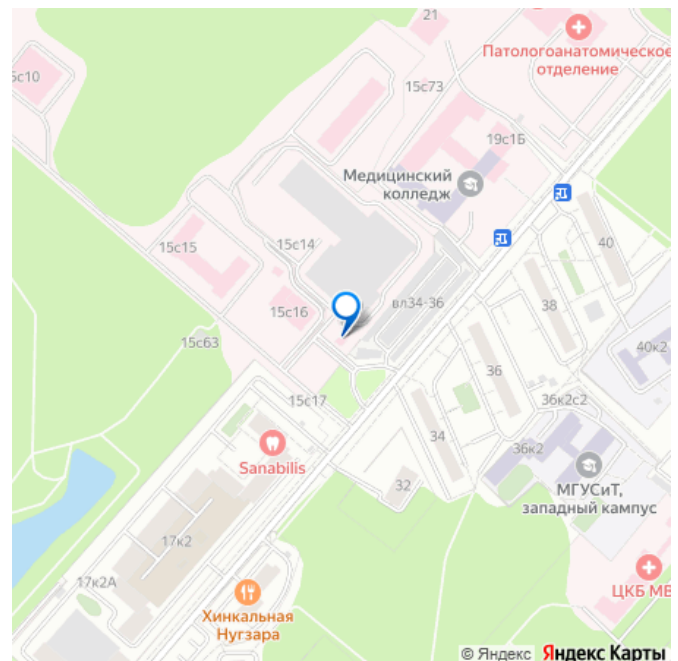 21
Патологоанатомическое
отделение
5с10
15с73
19с1Б
Медицинский
колледж
40
15с15
15с14
38
вл34-36
15с16
40к2
15с63
36
15с17
36к2с2
34
36к2
Sanabilis
МГУСиТ,
западный кампус
32
17к2
17к2А
ЦКБ МВ
Хинкальная
Нугзара
© Яндекс Яндекс Карты